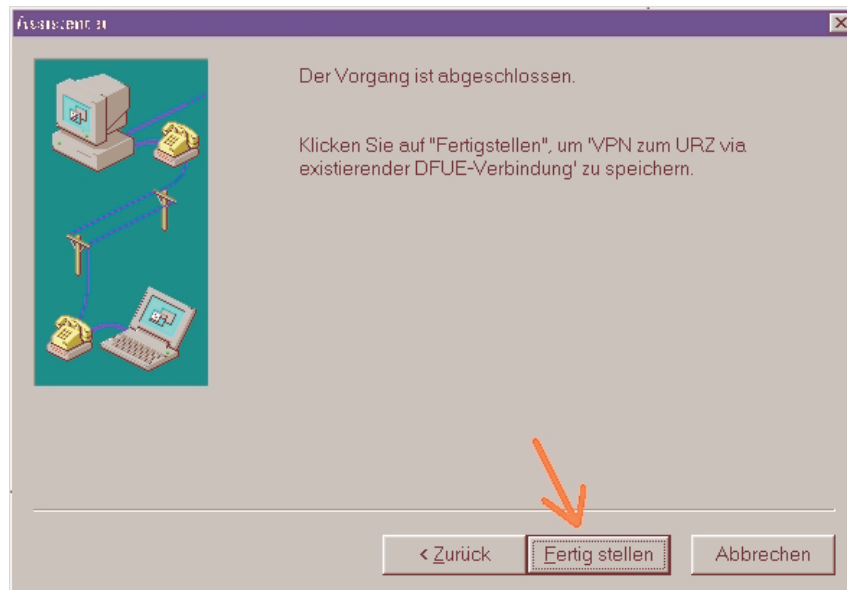 Der Vorgang ist abgeschlossen.
Klicken Sie auf "Fertigstellen", um 'VPN zum URZ via
existierender DFUE-Verbindung' zu speichern.
< Zurück
Fertig stellen
Abbrechen